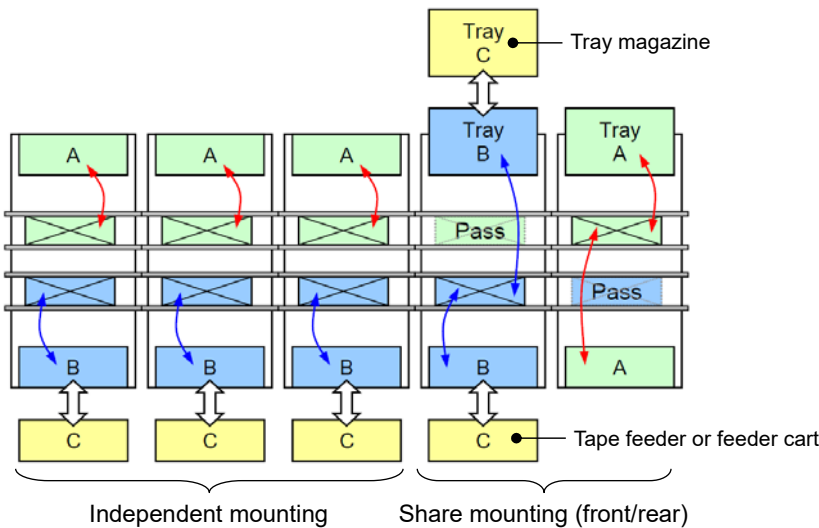 Tray
C
Tray magazine
A
A
A
Tray
B
Tray
A
Pass
Pass
B
B
B
B
A
C
C
C
C
Tape feeder or feeder cart
Independent mounting
Share mounting (front/rear)